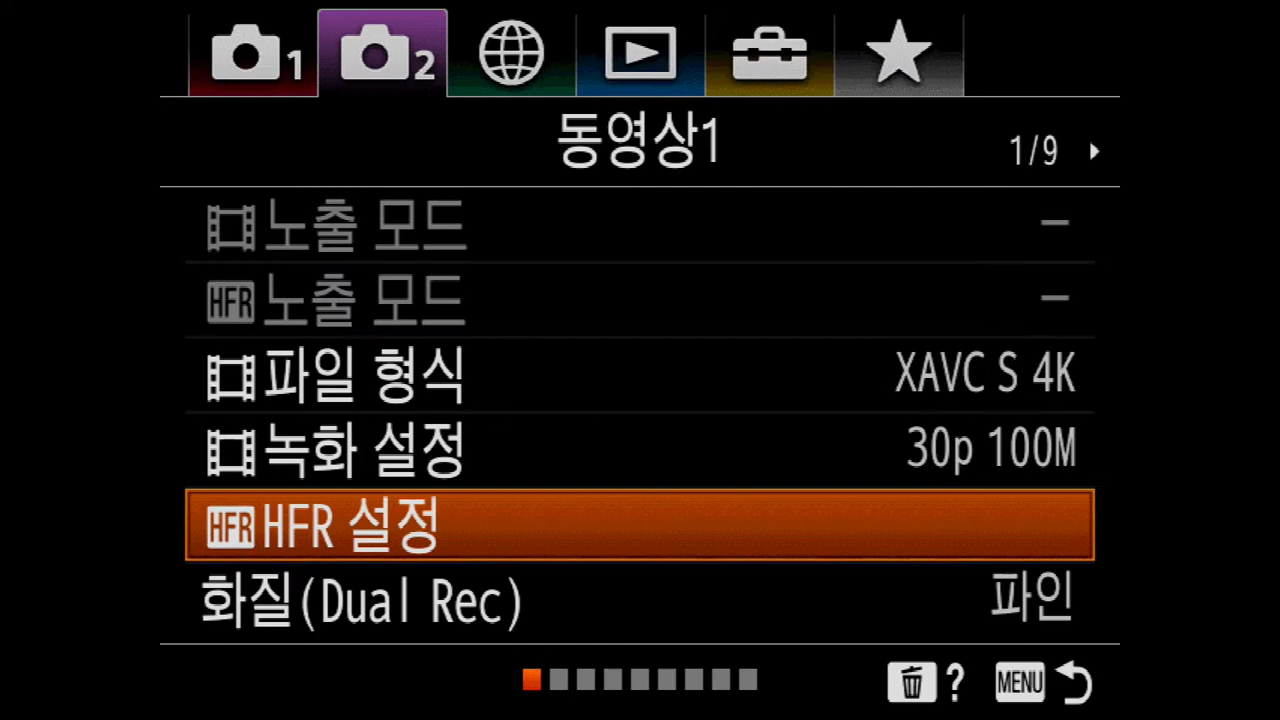 1
2
동영상1
1/9
노출 모드 –
HFR 노출 모드 –
파일 형식 XAVC S 4K
녹화 설정 30p 100M
HFR HFR 설정
화질(Dual Rec) 파인
? MENU